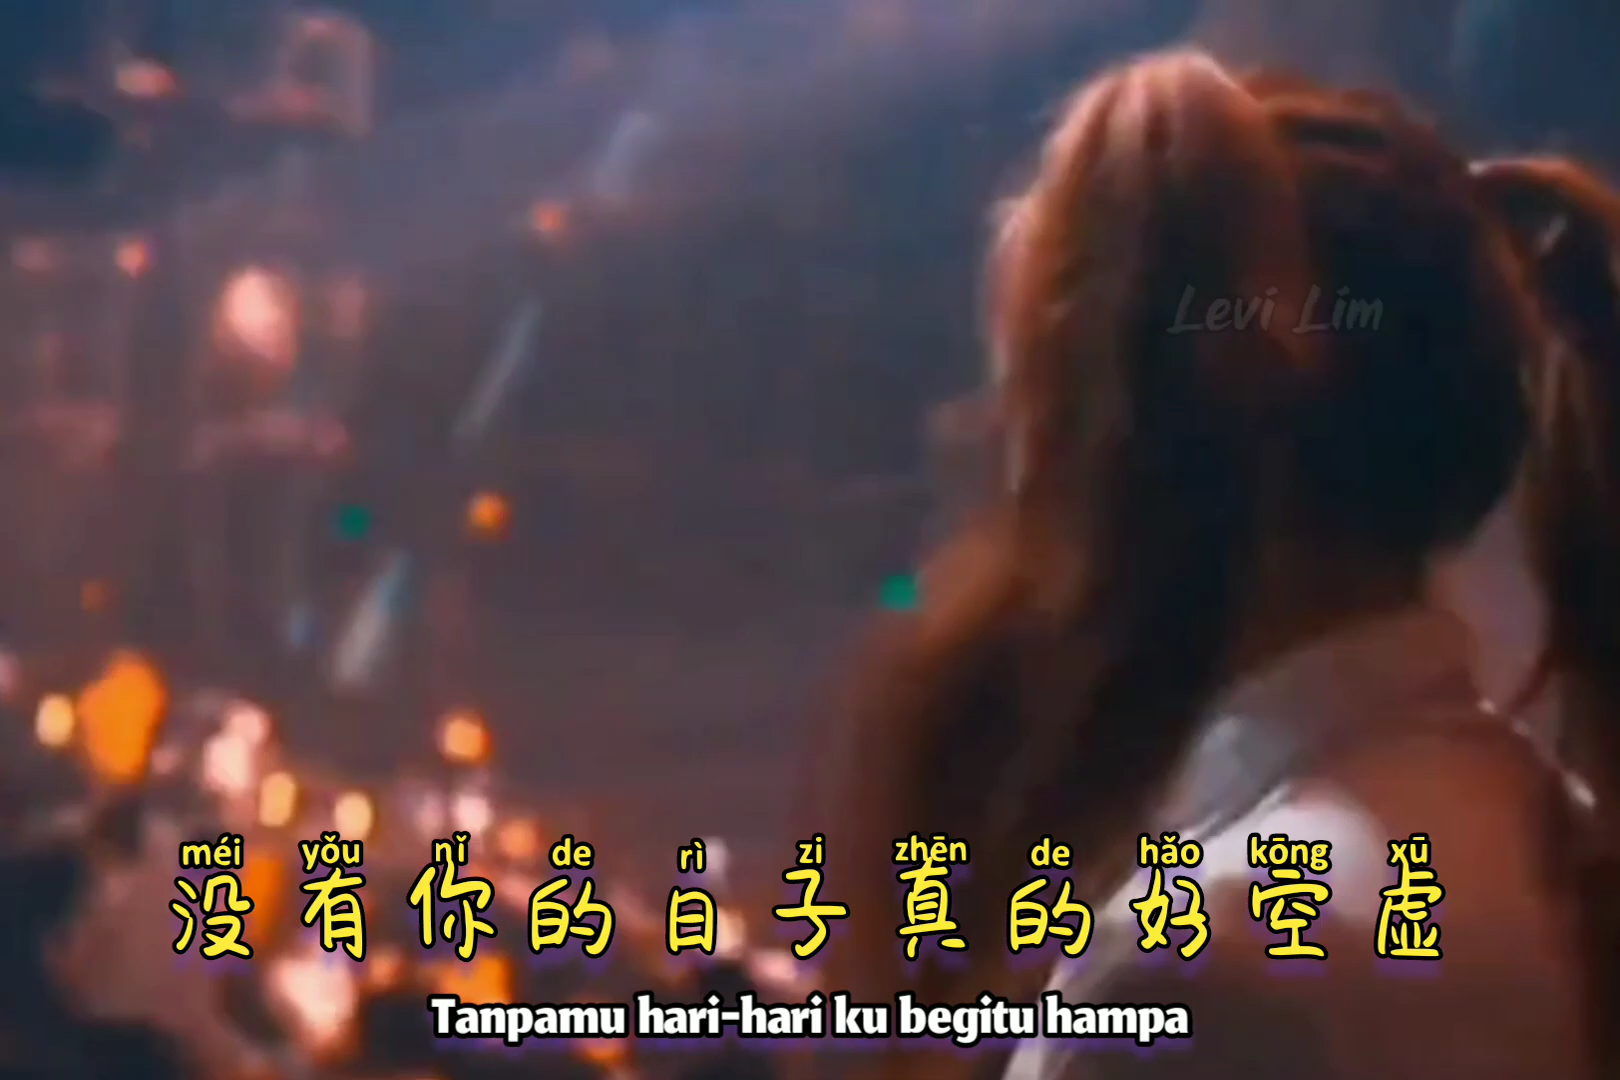 Levi Lim
méi yǒu nǐ de rì zi zhēn de hǎo kōng xū
没有你的日子真的好空虚
Tanpamu hari-hari ku begitu hampa